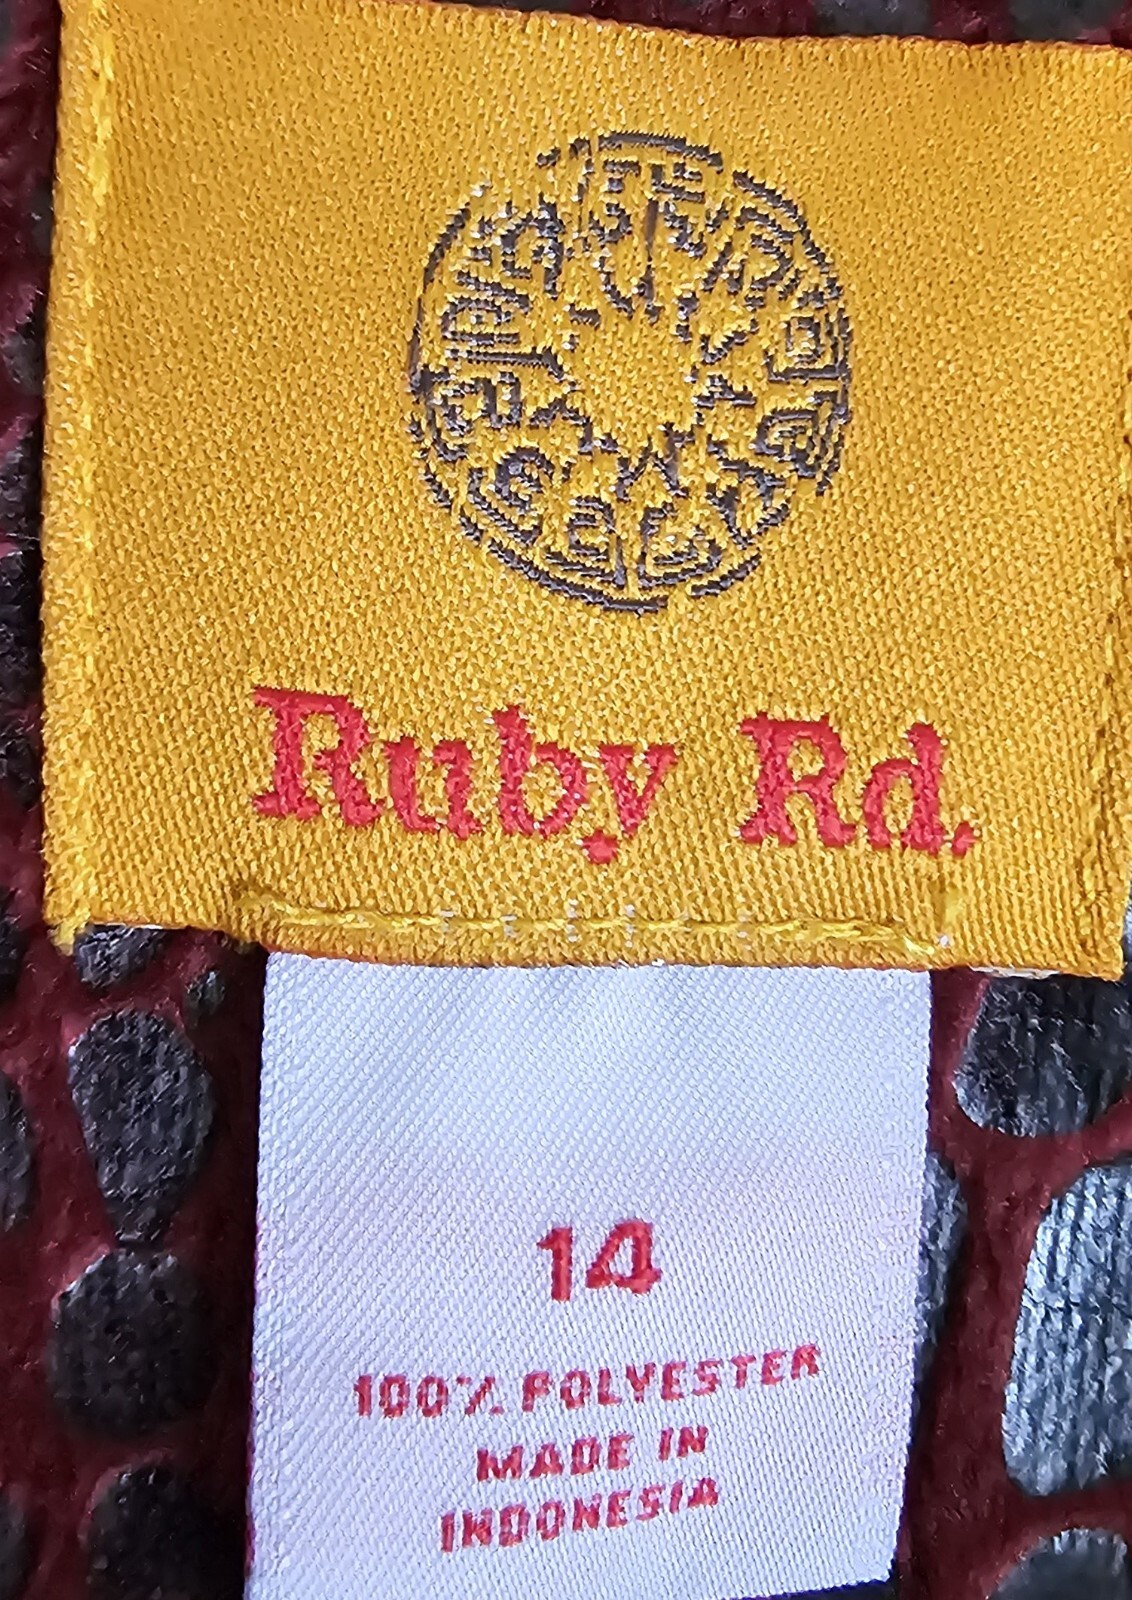 Ruby Rd.
14
100% POLYESTER
MADE IN
INDONESIA